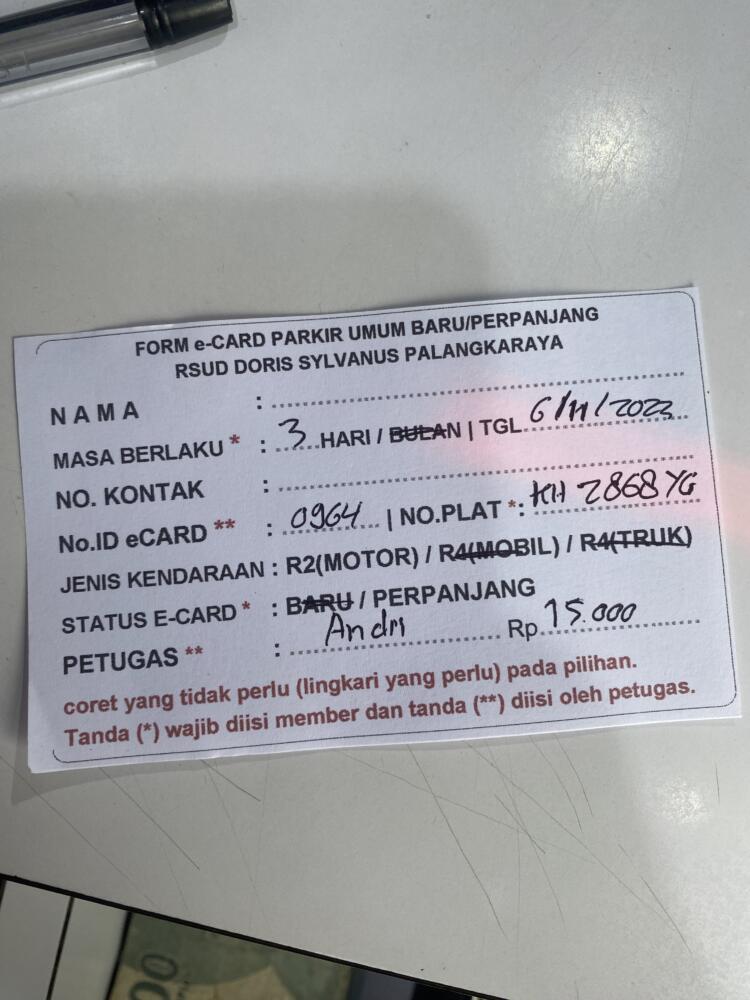 FORM e-CARD PARKIR UMUM BARU/PERPANJANG
RSUD DORIS SYLVANUS PALANGKARAYA
NAMA :
MASA BERLAKU * : 3 HARI / BULAN | TGL 6/11/2023
NO. KONTAK :
No.ID eCARD ** : 0964 | NO.PLAT *: KH 2868 YG
JENIS KENDARAAN : R2(MOTOR) / R4(MOBIL) / R4(TRUK)
STATUS E-CARD * : BARU / PERPANJANG
PETUGAS ** : Andri Rp. 15.000
coret yang tidak perlu (lingkari yang perlu) pada pilihan.
Tanda (*) wajib diisi member dan tanda (**) diisi oleh petugas.